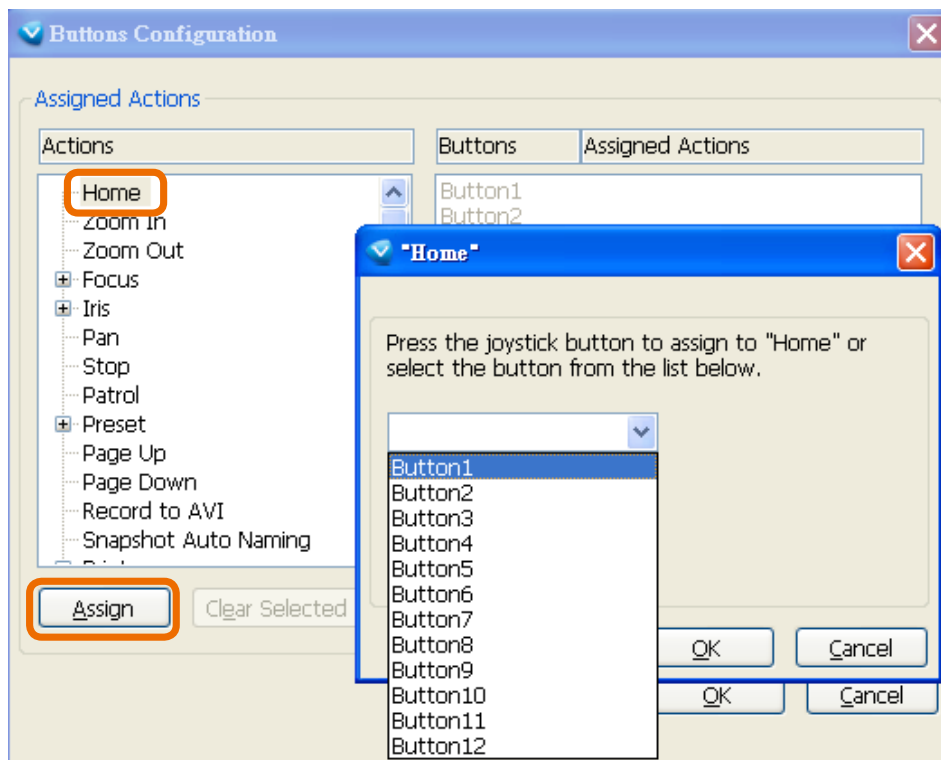 Buttons Configuration
Assigned Actions
Actions
Buttons
Assigned Actions
Home
Zoom In
Zoom Out
Focus
Iris
Pan
Stop
Patrol
Preset
Page Up
Page Down
Record to AVI
Snapshot Auto Naming
Button1
Button2
Assign
Clear Selected
"Home"
Press the joystick button to assign to "Home" or
select the button from the list below.
Button1
Button2
Button3
Button4
Button5
Button6
Button7
Button8
Button9
Button10
Button11
Button12
OK
Cancel
OK
Cancel